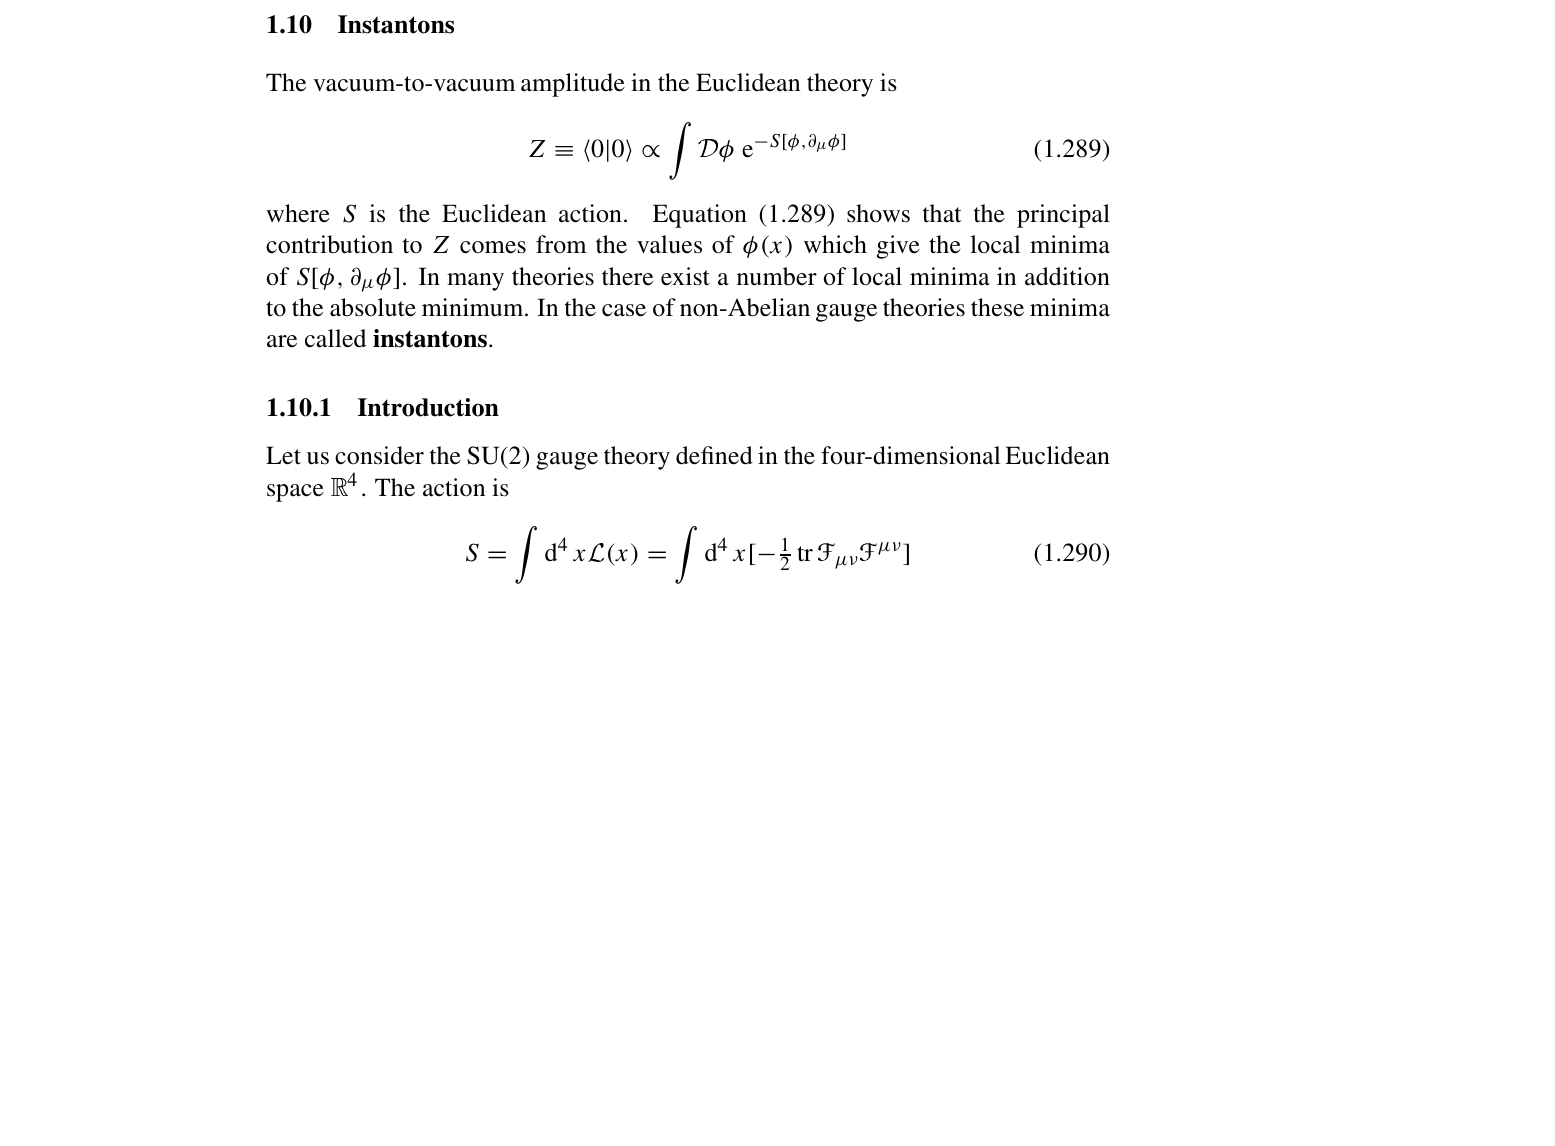 1.10 Instantons
The vacuum-to-vacuum amplitude in the Euclidean theory is
Z ≡ ⟨0|0⟩ ∝ ∫ 𝒟ϕ e^{−S[ϕ,∂_μϕ]} (1.289)
where S is the Euclidean action. Equation (1.289) shows that the principal
contribution to Z comes from the values of ϕ(x) which give the local minima
of S[ϕ, ∂_μϕ]. In many theories there exist a number of local minima in addition
to the absolute minimum. In the case of non-Abelian gauge theories these minima
are called instantons.
1.10.1 Introduction
Let us consider the SU(2) gauge theory defined in the four-dimensional Euclidean
space ℝ⁴. The action is
S = ∫ d⁴x ℒ(x) = ∫ d⁴x[−½ tr ℱ_{μν}ℱ^{μν}] (1.290)